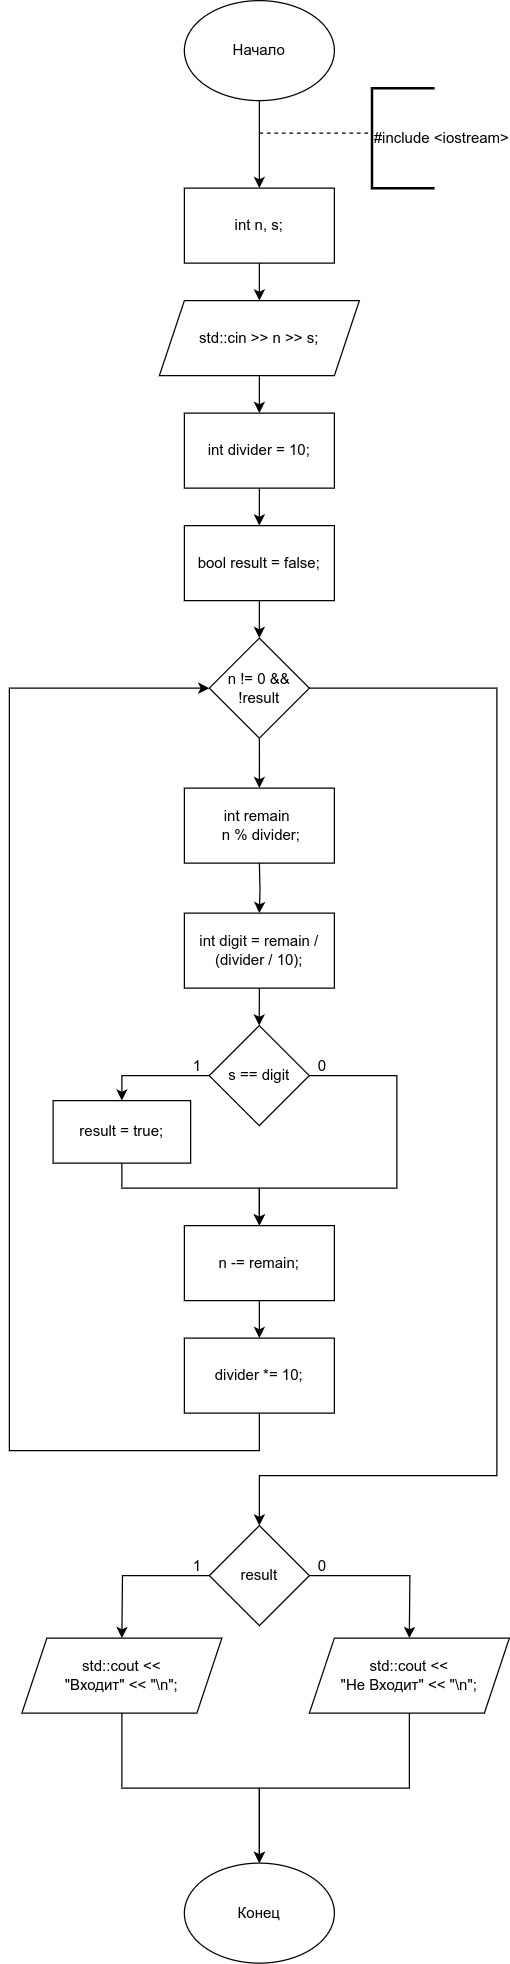 Начало
#include <iostream>
int n, s;
std::cin >> n >> s;
int divider = 10;
bool result = false;
n != 0 &&
!result
int remain
n % divider;
int digit = remain /
(divider / 10);
1
s == digit
0
result = true;
n -= remain;
divider *= 10;
1
result
0
std::cout <<
"Входит" << "\n";
std::cout <<
"Не Входит" << "\n";
Конец